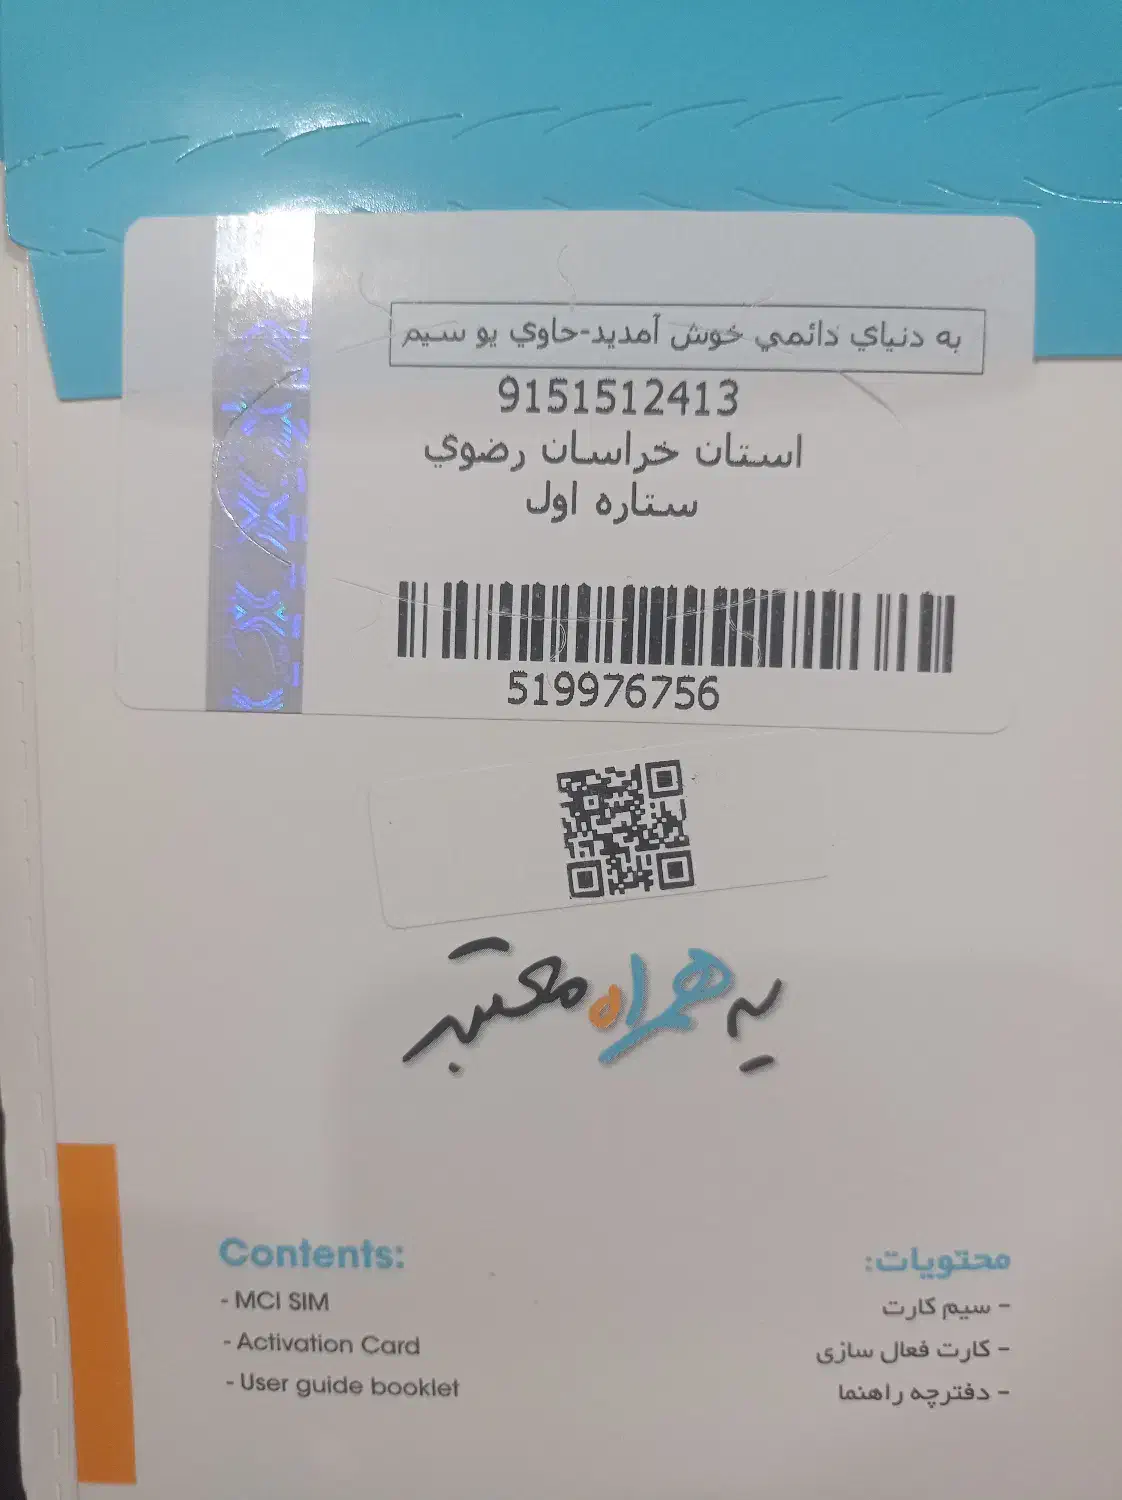 به دنياي دائمي خوش آمديد-حاوي يو سيم
9151512413
استان خراسان رضوي
ستاره اول
519976756
یه همراه معتبر
Contents:
- MCI SIM
- Activation Card
- User guide booklet
محتویات:
- سیم کارت
- کارت فعال سازی
- دفترچه راهنما